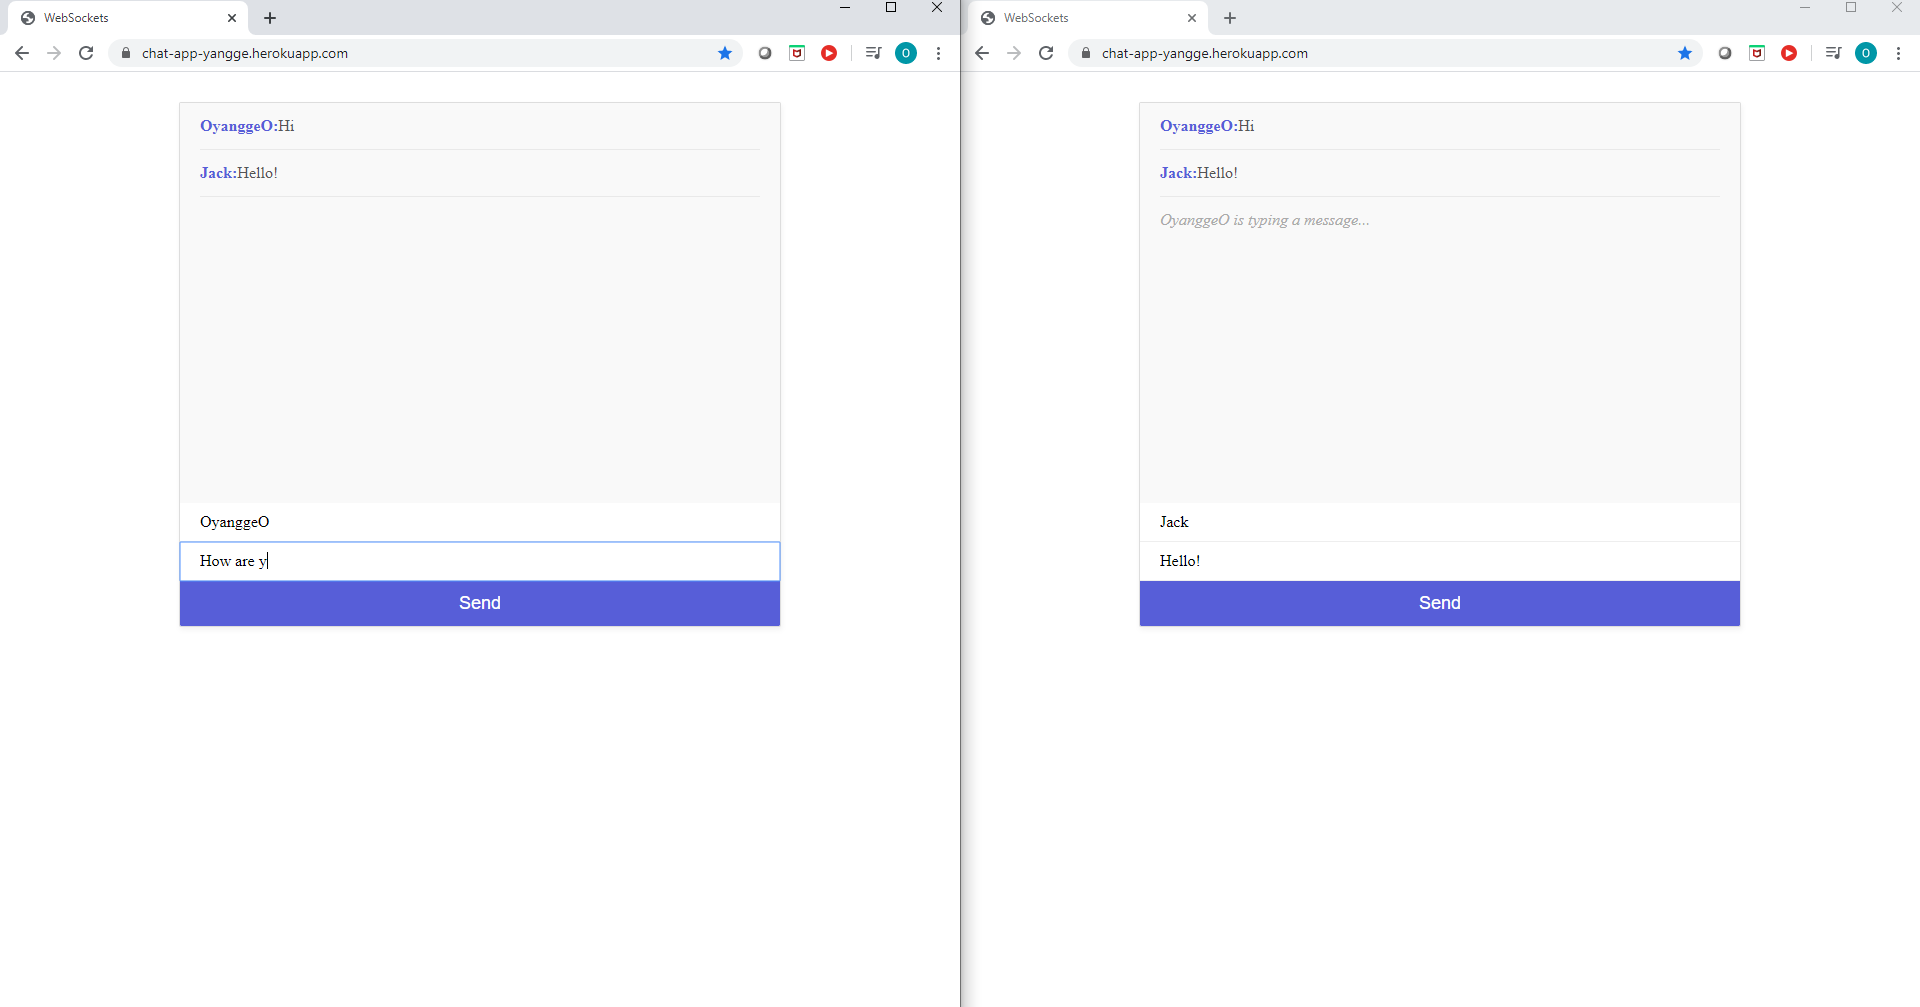 WebSockets
chat-app-yangge.herokuapp.com
O
OyanggeO:Hi
Jack:Hello!
OyanggeO
How are y
Send
WebSockets
chat-app-yangge.herokuapp.com
O
OyanggeO:Hi
Jack:Hello!
OyanggeO is typing a message...
Jack
Hello!
Send